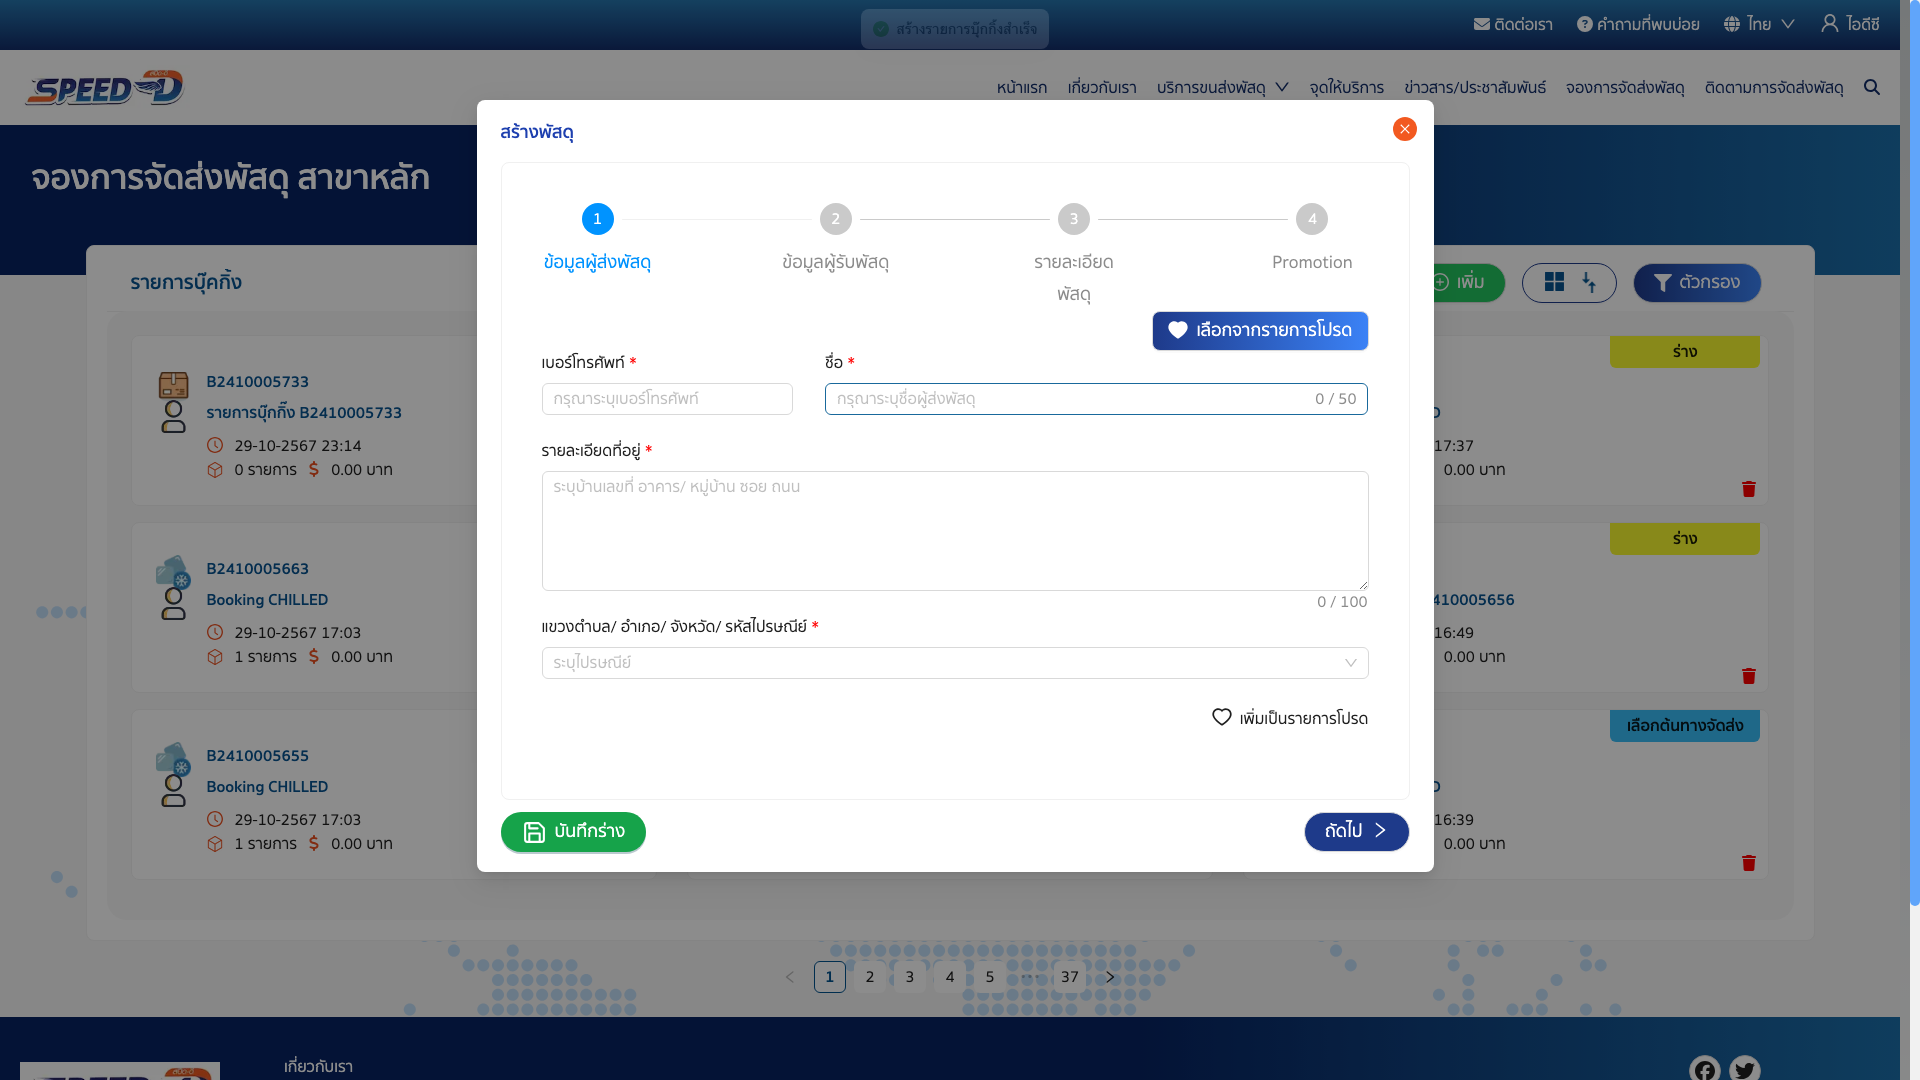 สร้างรายการบุ๊กกิ้งสำเร็จ
ติดต่อเรา
คำถามที่พบบ่อย
ไทย
ไอดีซี
SPEED-D
หน้าแรก
เกี่ยวกับเรา
บริการขนส่งพัสดุ
จุดให้บริการ
ข่าวสาร/ประชาสัมพันธ์
จองการจัดส่งพัสดุ
ติดตามการจัดส่งพัสดุ
จองการจัดส่งพัสดุ สาขาหลัก
สร้างพัสดุ
1
2
3
4
ข้อมูลผู้ส่งพัสดุ
ข้อมูลผู้รับพัสดุ
รายละเอียด
พัสดุ
Promotion
เลือกจากรายการโปรด
เบอร์โทรศัพท์ *
ชื่อ *
กรุณาระบุเบอร์โทรศัพท์
กรุณาระบุชื่อผู้ส่งพัสดุ
0 / 50
รายละเอียดที่อยู่ *
ระบุบ้านเลขที่ อาคาร/ หมู่บ้าน ซอย ถนน
0 / 100
แขวงตำบล/ อำเภอ/ จังหวัด/ รหัสไปรษณีย์ *
ระบุไปรษณีย์
เพิ่มเป็นรายการโปรด
บันทึกร่าง
ถัดไป
รายการบุ๊คกิ้ง
เพิ่ม
ตัวกรอง
B2410005733
รายการบุ๊กกิ้ง B2410005733
29-10-2567 23:14
0 รายการ $ 0.00 บาท
ร่าง
17:37
0.00 บาท
B2410005663
Booking CHILLED
29-10-2567 17:03
1 รายการ $ 0.00 บาท
ร่าง
410005656
16:49
0.00 บาท
B2410005655
Booking CHILLED
29-10-2567 17:03
1 รายการ $ 0.00 บาท
เลือกต้นทางจัดส่ง
16:39
0.00 บาท
1
2
3
4
5
•••
37
เกี่ยวกับเรา